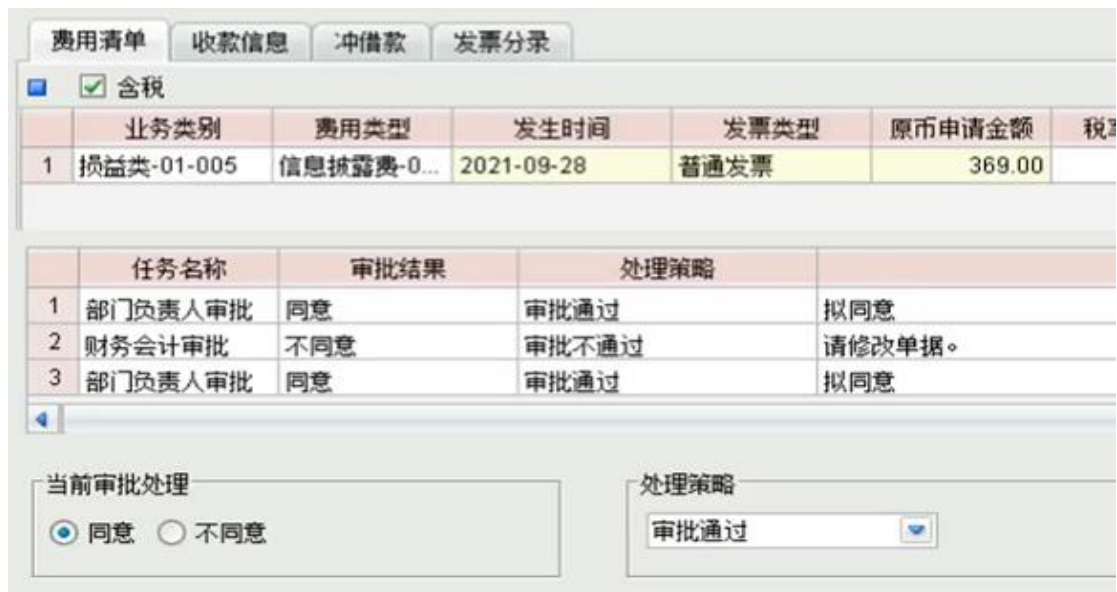 费用清单 收款信息 冲借款 发票分录
含税
业务类别 费用类型 发生时间 发票类型 原币申请金额
1 损益类-01-005 信息披露费-0... 2021-09-28 普通发票 369.00
任务名称 审批结果 处理策略
1 部门负责人审批 同意 审批通过 拟同意
2 财务会计审批 不同意 审批不通过 请修改单据。
3 部门负责人审批 同意 审批通过 拟同意
当前审批处理 处理策略
同意 不同意 审批通过